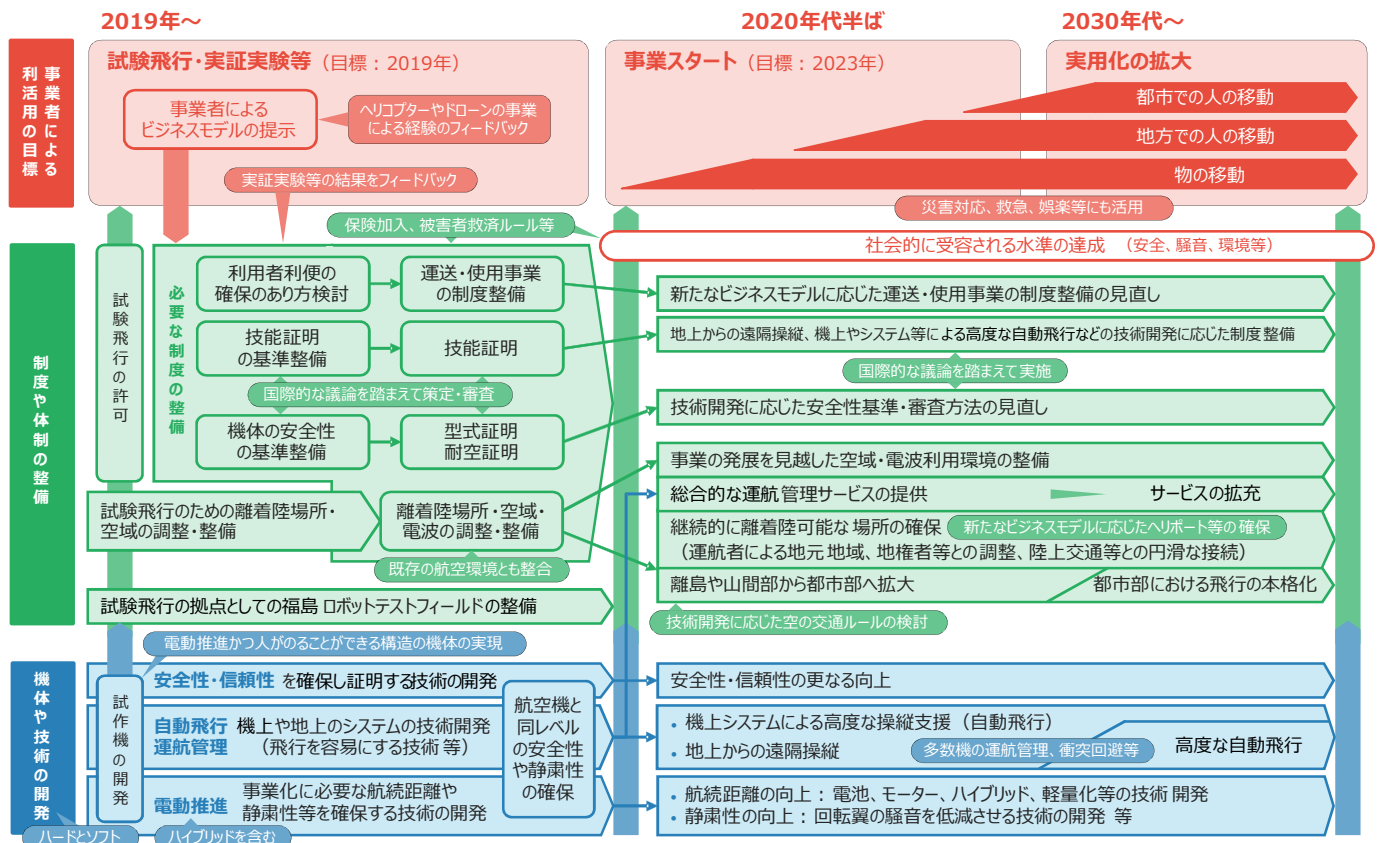 2019年～
2020年代半ば
2030年代～
事業者による
利活用の目標
試験飛行・実証実験等（目標：2019年）
事業者による
ビジネスモデルの提示
ヘリコプターやドローンの事業
による経験のフィードバック
実証実験等の結果をフィードバック
事業スタート（目標：2023年）
実用化の拡大
都市での人の移動
地方での人の移動
物の移動
災害対応、救急、娯楽等にも活用
保険加入、被害者救済ルール等
社会的に受容される水準の達成 （安全、騒音、環境等）
制度や体制の整備
試験飛行の許可
必要な制度の整備
利用者利便の
確保のあり方検討
運送・使用事業
の制度整備
技能証明
の基準整備
技能証明
国際的な議論を踏まえて策定・審査
機体の安全性
の基準整備
型式証明
耐空証明
試験飛行のための離着陸場所・
空域の調整・整備
離着陸場所・空域・
電波の調整・整備
既存の航空環境とも整合
試験飛行の拠点としての福島ロボットテストフィールドの整備
新たなビジネスモデルに応じた運送・使用事業の制度整備の見直し
地上からの遠隔操縦、機上やシステム等による高度な自動飛行などの技術開発に応じた制度整備
国際的な議論を踏まえて実施
技術開発に応じた安全性基準・審査方法の見直し
事業の発展を見越した空域・電波利用環境の整備
総合的な運航管理サービスの提供
サービスの拡充
継続的に離着陸可能な場所の確保
新たなビジネスモデルに応じたヘリポート等の確保
（運航者による地元地域、地権者等との調整、陸上交通等との円滑な接続）
離島や山間部から都市部へ拡大
都市部における飛行の本格化
技術開発に応じた空の交通ルールの検討
機体や技術の開発
電動推進かつ人がのることができる構造の機体の実現
試作機の開発
安全性・信頼性 を確保し証明する技術の開発
自動飛行 機上や地上のシステムの技術開発
運航管理 （飛行を容易にする技術 等）
電動推進
事業化に必要な航続距離や
静粛性等を確保する技術の開発
航空機と
同レベル
の安全性
や静粛性
の確保
ハードとソフト
ハイブリッドを含む
安全性・信頼性の更なる向上
• 機上システムによる高度な操縦支援（自動飛行）
• 地上からの遠隔操縦
多数機の運航管理、衝突回避等
高度な自動飛行
• 航続距離の向上：電池、モーター、ハイブリッド、軽量化等の技術開発
• 静粛性の向上：回転翼の騒音を低減させる技術の開発 等